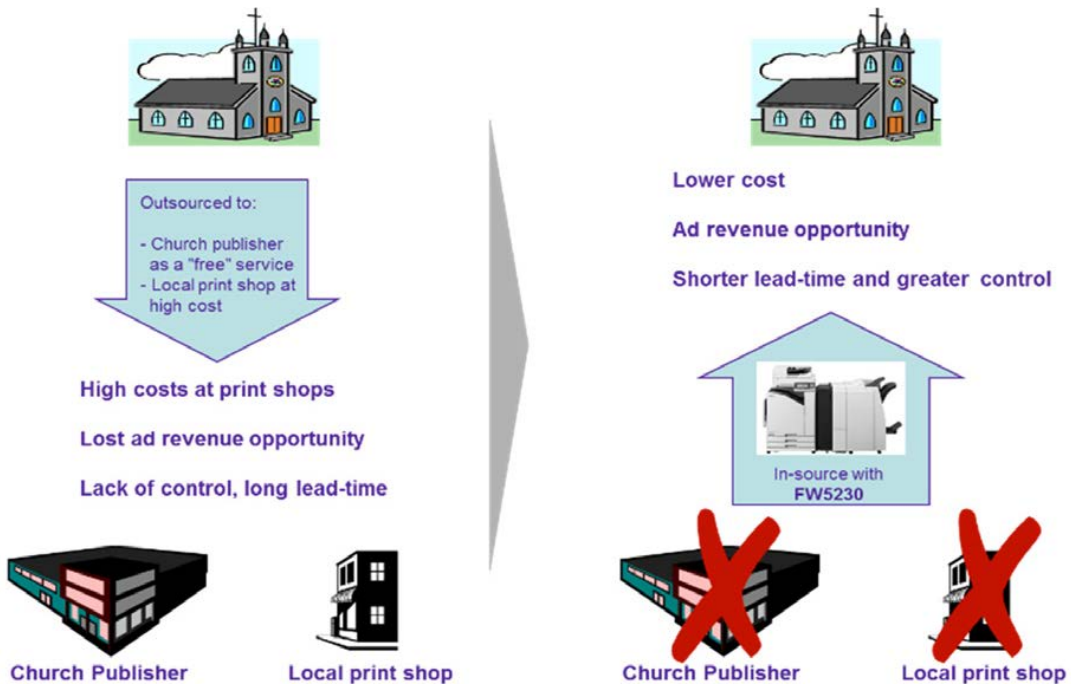 Outsourced to:
- Church publisher
as a "free" service
- Local print shop at
high cost
High costs at print shops
Lost ad revenue opportunity
Lack of control, long lead-time
Church Publisher
Local print shop
Lower cost
Ad revenue opportunity
Shorter lead-time and greater control
In-source with
FW5230
Church Publisher
Local print shop